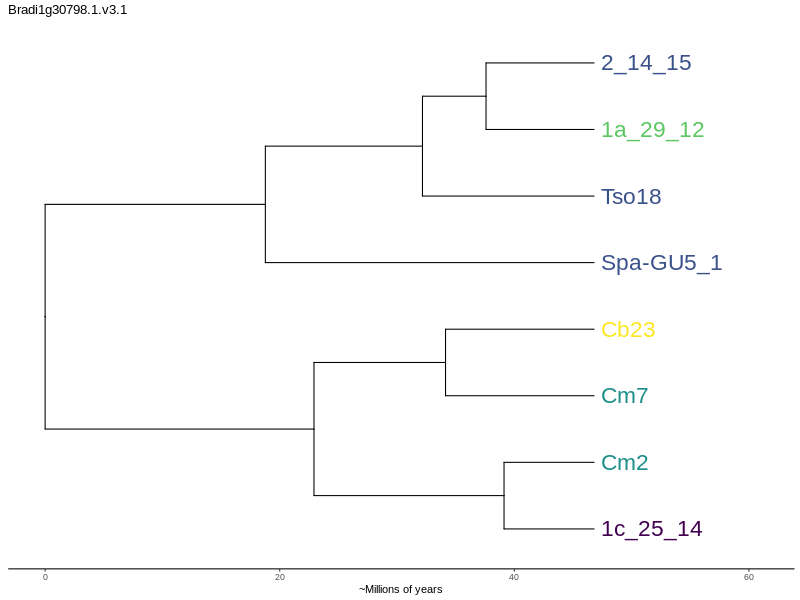 Bradi1g30798.1.v3.1
2_14_15
1a_29_12
Tso18
Spa-GU5_1
Cb23
Cm7
Cm2
1c_25_14
0 20 40 60
~Millions of years